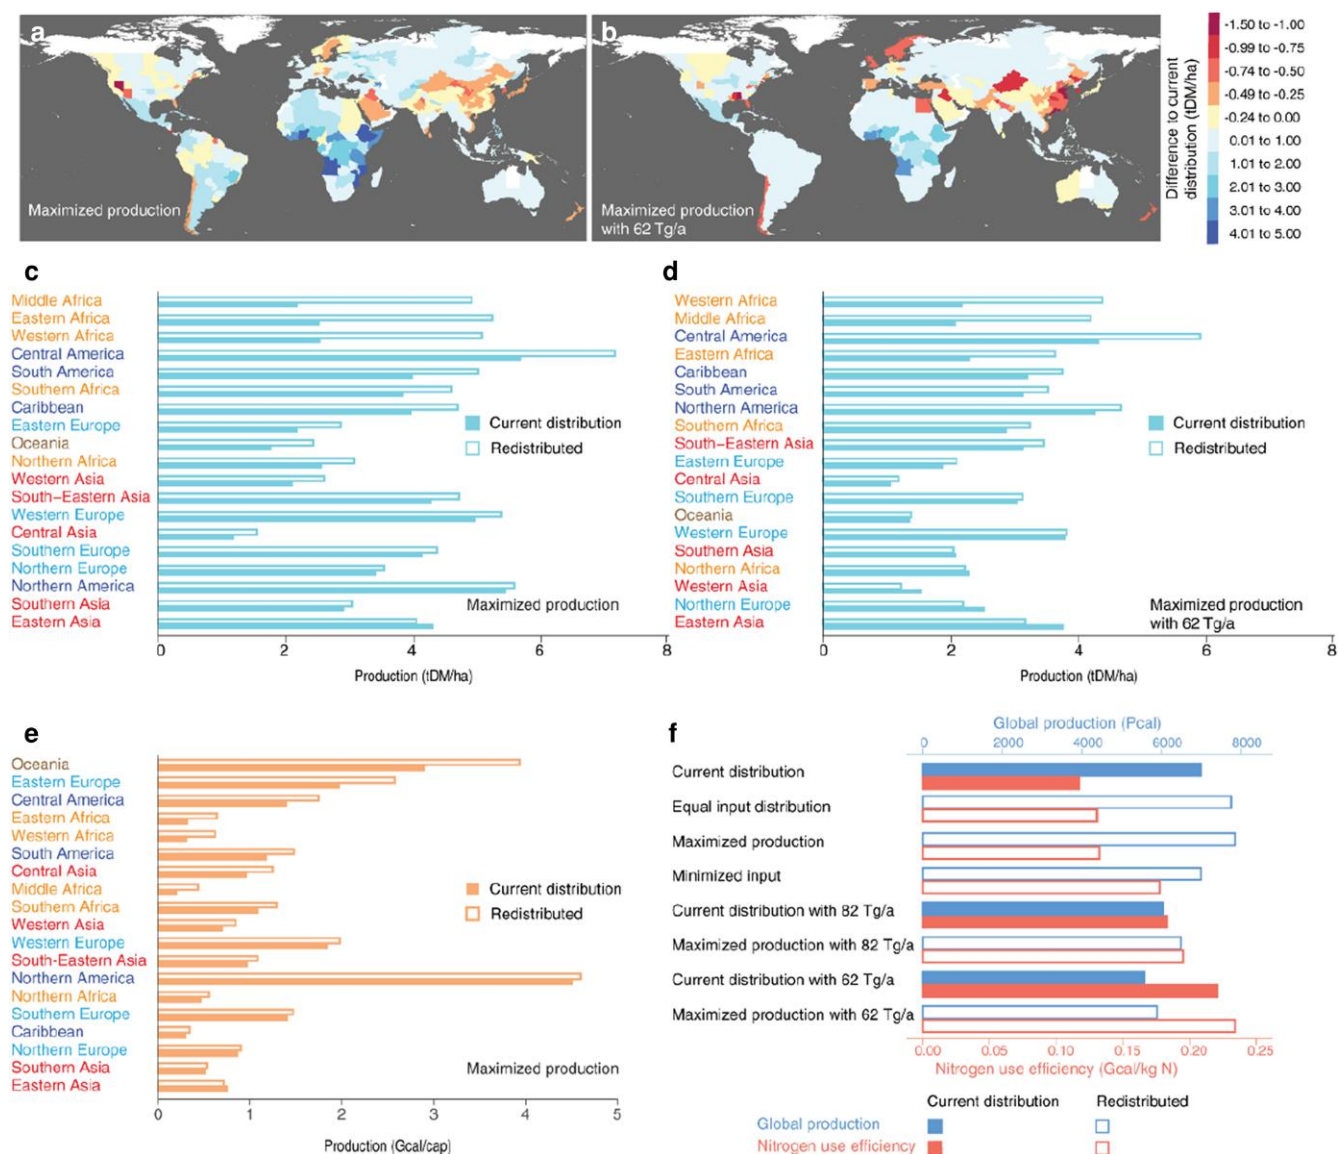 a
Maximized production
b
Maximized production
with 62 Tg/a
Difference to current
distribution (tDM/ha)
-1.50 to -1.00
-0.99 to -0.75
-0.74 to -0.50
-0.49 to -0.25
-0.24 to 0.00
0.01 to 1.00
1.01 to 2.00
2.01 to 3.00
3.01 to 4.00
4.01 to 5.00
c
Middle Africa
Eastern Africa
Western Africa
Central America
South America
Southern Africa
Caribbean
Eastern Europe
Oceania
Northern Africa
Western Asia
South-Eastern Asia
Western Europe
Central Asia
Southern Europe
Northern Europe
Northern America
Southern Asia
Eastern Asia
Current distribution
Redistributed
Maximized production
0 2 4 6 8
Production (tDM/ha)
d
Western Africa
Middle Africa
Central America
Eastern Africa
Caribbean
South America
Northern America
Southern Africa
South-Eastern Asia
Eastern Europe
Central Asia
Southern Europe
Oceania
Western Europe
Southern Asia
Northern Africa
Western Asia
Northern Europe
Eastern Asia
Current distribution
Redistributed
Maximized production
with 62 Tg/a
0 2 4 6 8
Production (tDM/ha)
e
Oceania
Eastern Europe
Central America
Eastern Africa
Western Africa
South America
Central Asia
Middle Africa
Southern Africa
Western Asia
Western Europe
South-Eastern Asia
Northern America
Northern Africa
Southern Europe
Caribbean
Northern Europe
Southern Asia
Eastern Asia
Current distribution
Redistributed
Maximized production
0 1 2 3 4 5
Production (Gcal/cap)
f
Global production (Pcal)
0 2000 4000 6000 8000
Current distribution
Equal input distribution
Maximized production
Minimized input
Current distribution with 82 Tg/a
Maximized production with 82 Tg/a
Current distribution with 62 Tg/a
Maximized production with 62 Tg/a
0.00 0.05 0.10 0.15 0.20 0.25
Nitrogen use efficiency (Gcal/kg N)
Current distribution Redistributed
Global production
Nitrogen use efficiency